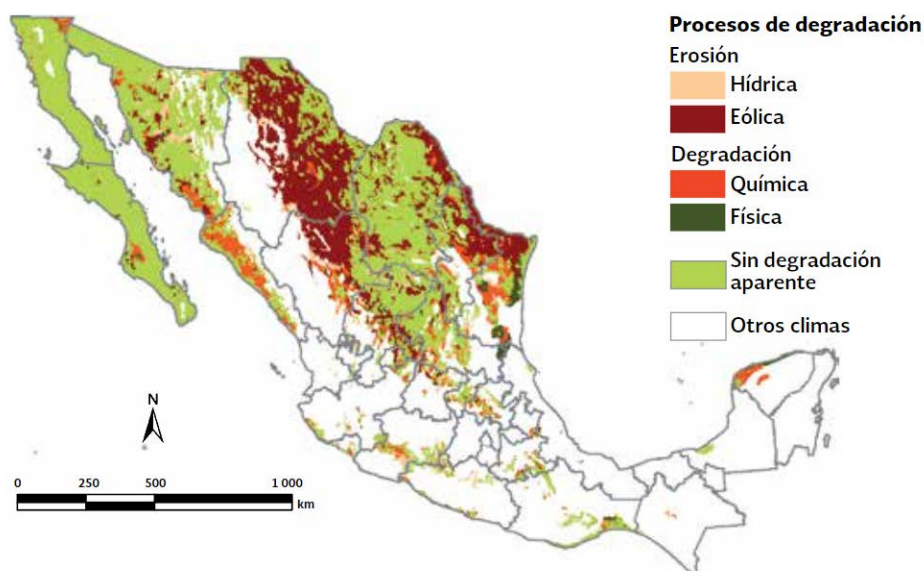 Procesos de degradación
Erosión
Hídrica
Eólica
Degradación
Química
Física
Sin degradación
aparente
Otros climas
N
0 250 500 1 000
km